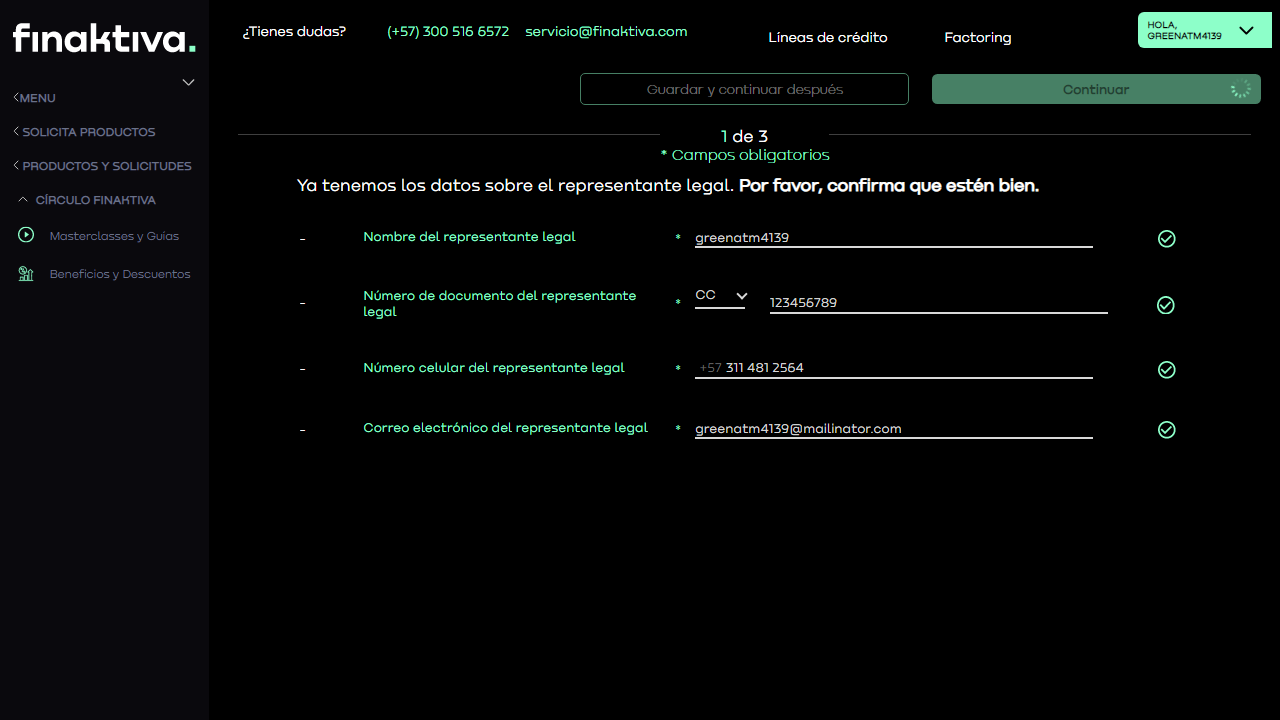 finaktiva.
¿Tienes dudas?
(+57) 300 516 6572
servicio@finaktiva.com
Líneas de crédito
Factoring
HOLA,
GREENATM4139
MENU
SOLICITA PRODUCTOS
PRODUCTOS Y SOLICITUDES
CÍRCULO FINAKTIVA
Masterclasses y Guías
Beneficios y Descuentos
Guardar y continuar después
Continuar
1 de 3
* Campos obligatorios
Ya tenemos los datos sobre el representante legal. Por favor, confirma que estén bien.
- Nombre del representante legal * greenatm4139
- Número de documento del representante legal * CC 123456789
- Número celular del representante legal * +57 311 481 2564
- Correo electrónico del representante legal * greenatm4139@mailinator.com